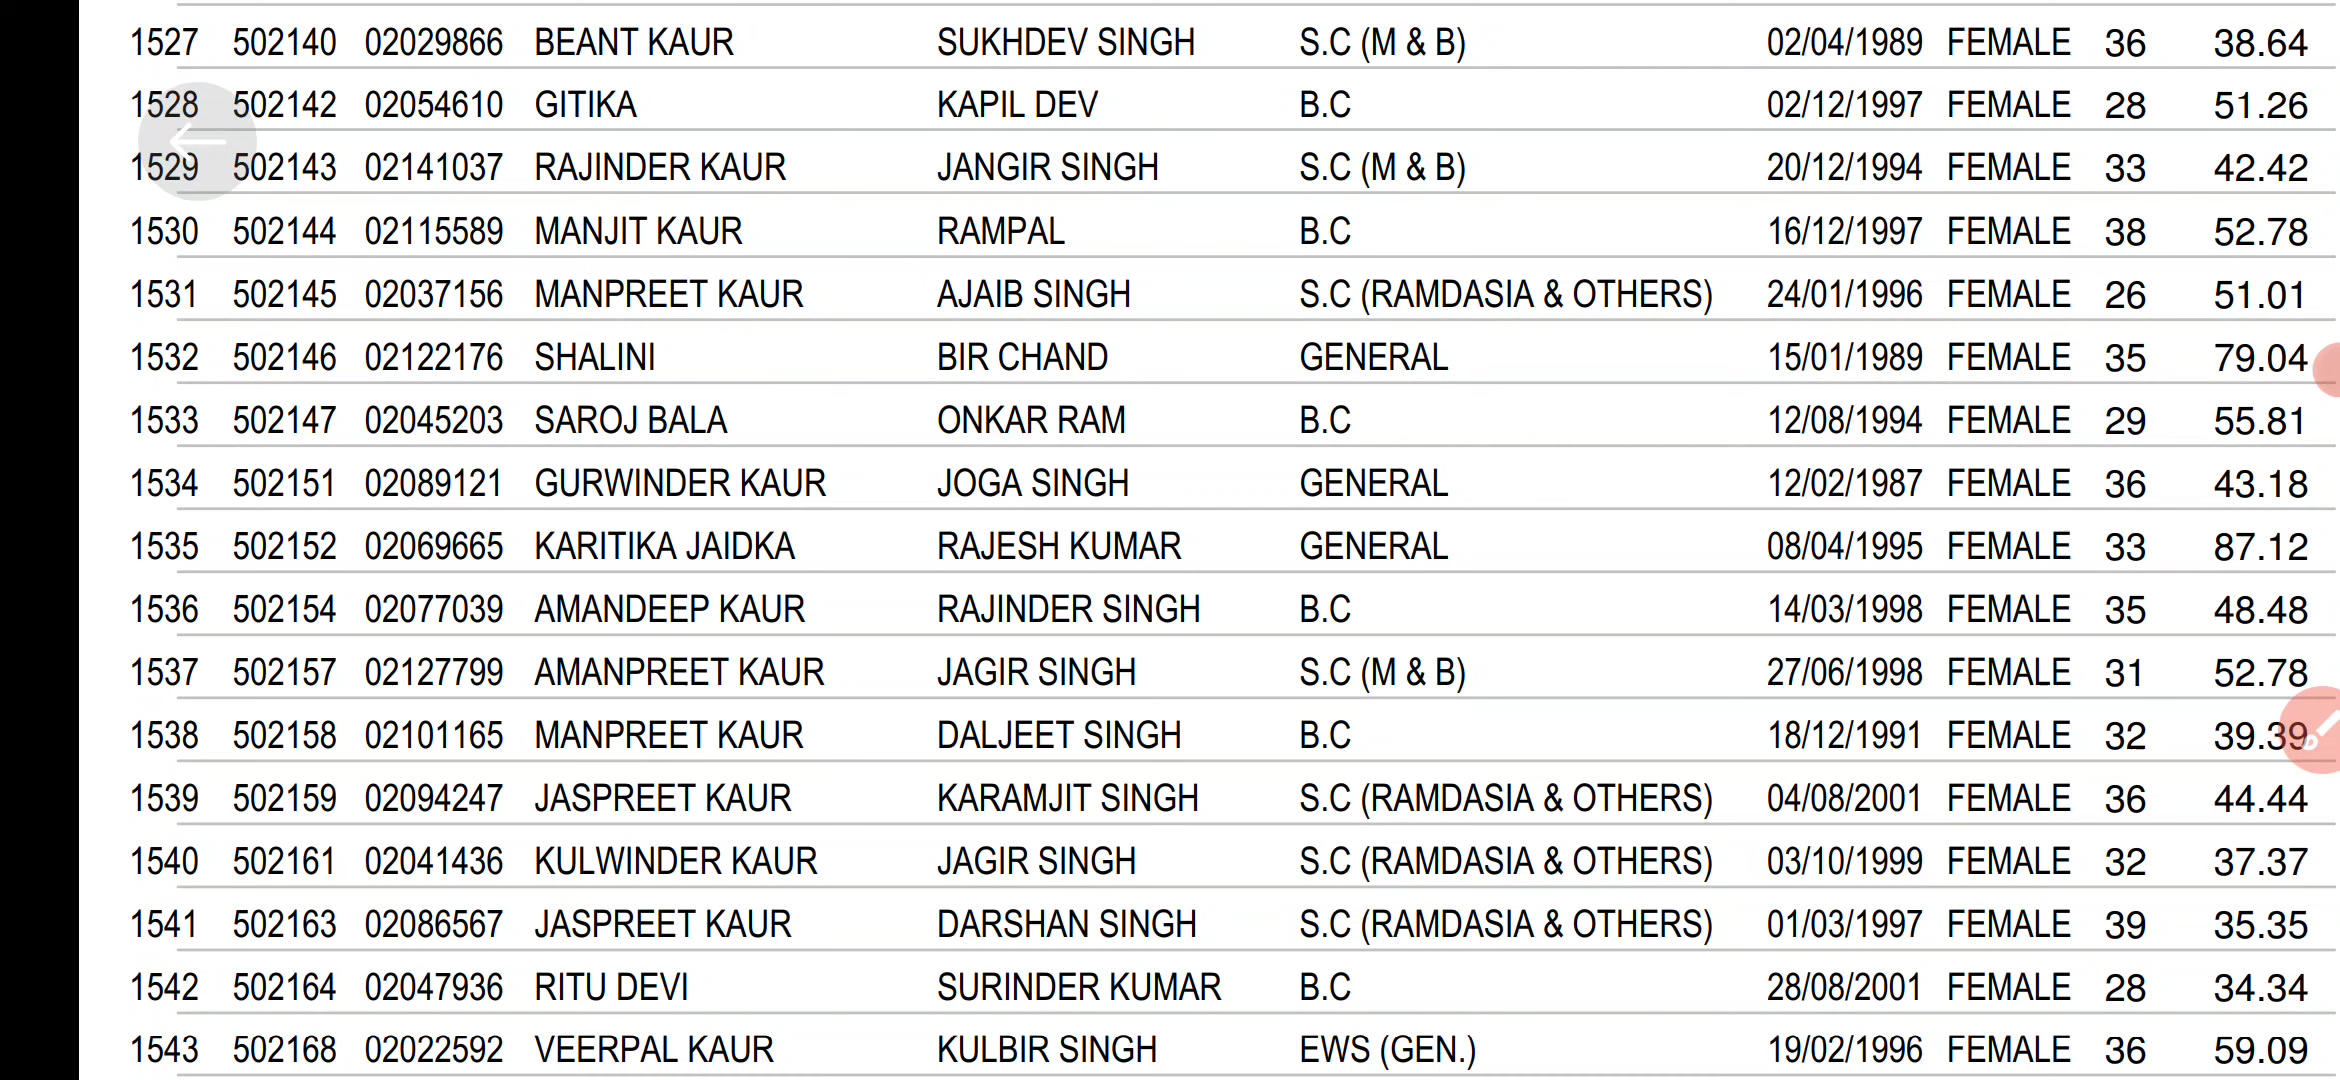 1527 502140 02029866 BEANT KAUR SUKHDEV SINGH S.C (M & B) 02/04/1989 FEMALE 36 38.64
1528 502142 02054610 GITIKA KAPIL DEV B.C 02/12/1997 FEMALE 28 51.26
1529 502143 02141037 RAJINDER KAUR JANGIR SINGH S.C (M & B) 20/12/1994 FEMALE 33 42.42
1530 502144 02115589 MANJIT KAUR RAMPAL B.C 16/12/1997 FEMALE 38 52.78
1531 502145 02037156 MANPREET KAUR AJAIB SINGH S.C (RAMDASIA & OTHERS) 24/01/1996 FEMALE 26 51.01
1532 502146 02122176 SHALINI BIR CHAND GENERAL 15/01/1989 FEMALE 35 79.04
1533 502147 02045203 SAROJ BALA ONKAR RAM B.C 12/08/1994 FEMALE 29 55.81
1534 502151 02089121 GURWINDER KAUR JOGA SINGH GENERAL 12/02/1987 FEMALE 36 43.18
1535 502152 02069665 KARITIKA JAIDKA RAJESH KUMAR GENERAL 08/04/1995 FEMALE 33 87.12
1536 502154 02077039 AMANDEEP KAUR RAJINDER SINGH B.C 14/03/1998 FEMALE 35 48.48
1537 502157 02127799 AMANPREET KAUR JAGIR SINGH S.C (M & B) 27/06/1998 FEMALE 31 52.78
1538 502158 02101165 MANPREET KAUR DALJEET SINGH B.C 18/12/1991 FEMALE 32 39.39
1539 502159 02094247 JASPREET KAUR KARAMJIT SINGH S.C (RAMDASIA & OTHERS) 04/08/2001 FEMALE 36 44.44
1540 502161 02041436 KULWINDER KAUR JAGIR SINGH S.C (RAMDASIA & OTHERS) 03/10/1999 FEMALE 32 37.37
1541 502163 02086567 JASPREET KAUR DARSHAN SINGH S.C (RAMDASIA & OTHERS) 01/03/1997 FEMALE 39 35.35
1542 502164 02047936 RITU DEVI SURINDER KUMAR B.C 28/08/2001 FEMALE 28 34.34
1543 502168 02022592 VEERPAL KAUR KULBIR SINGH EWS (GEN.) 19/02/1996 FEMALE 36 59.09